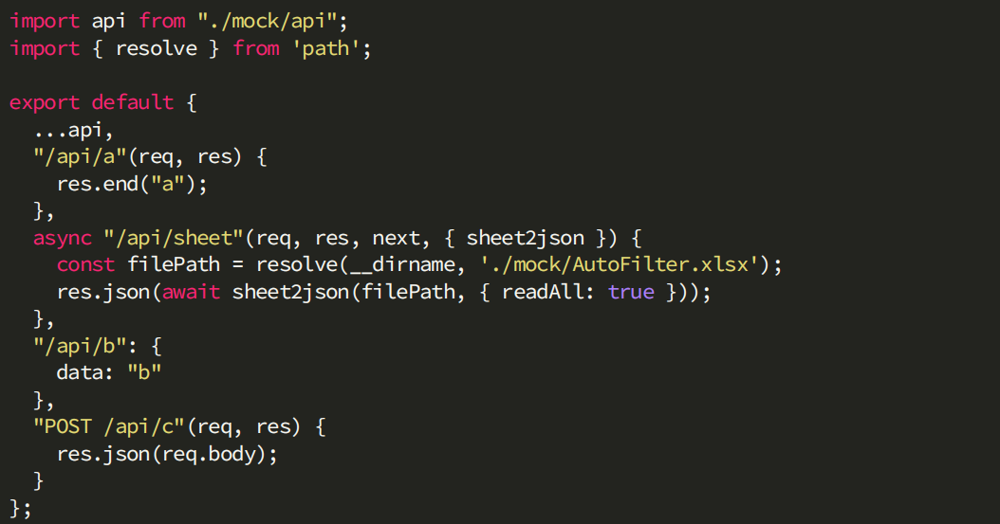 import api from "./mock/api";
import { resolve } from 'path';

export default {
  ...api,
  "/api/a"(req, res) {
    res.end("a");
  },
  async "/api/sheet"(req, res, next, { sheet2json }) {
    const filePath = resolve(__dirname, './mock/AutoFilter.xlsx');
    res.json(await sheet2json(filePath, { readAll: true }));
  },
  "/api/b": {
    data: "b"
  },
  "POST /api/c"(req, res) {
    res.json(req.body);
  }
};